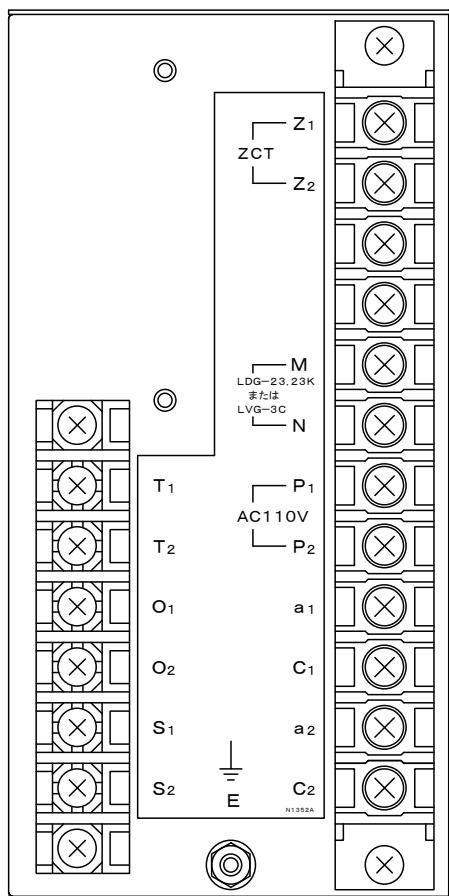 Z1
ZCT
Z2
M
LDG-23,23K
または
LVG-3C
N
T1
P1
AC110V
T2
P2
O1
a1
O2
C1
S1
a2
S2
E
C2
N1352A